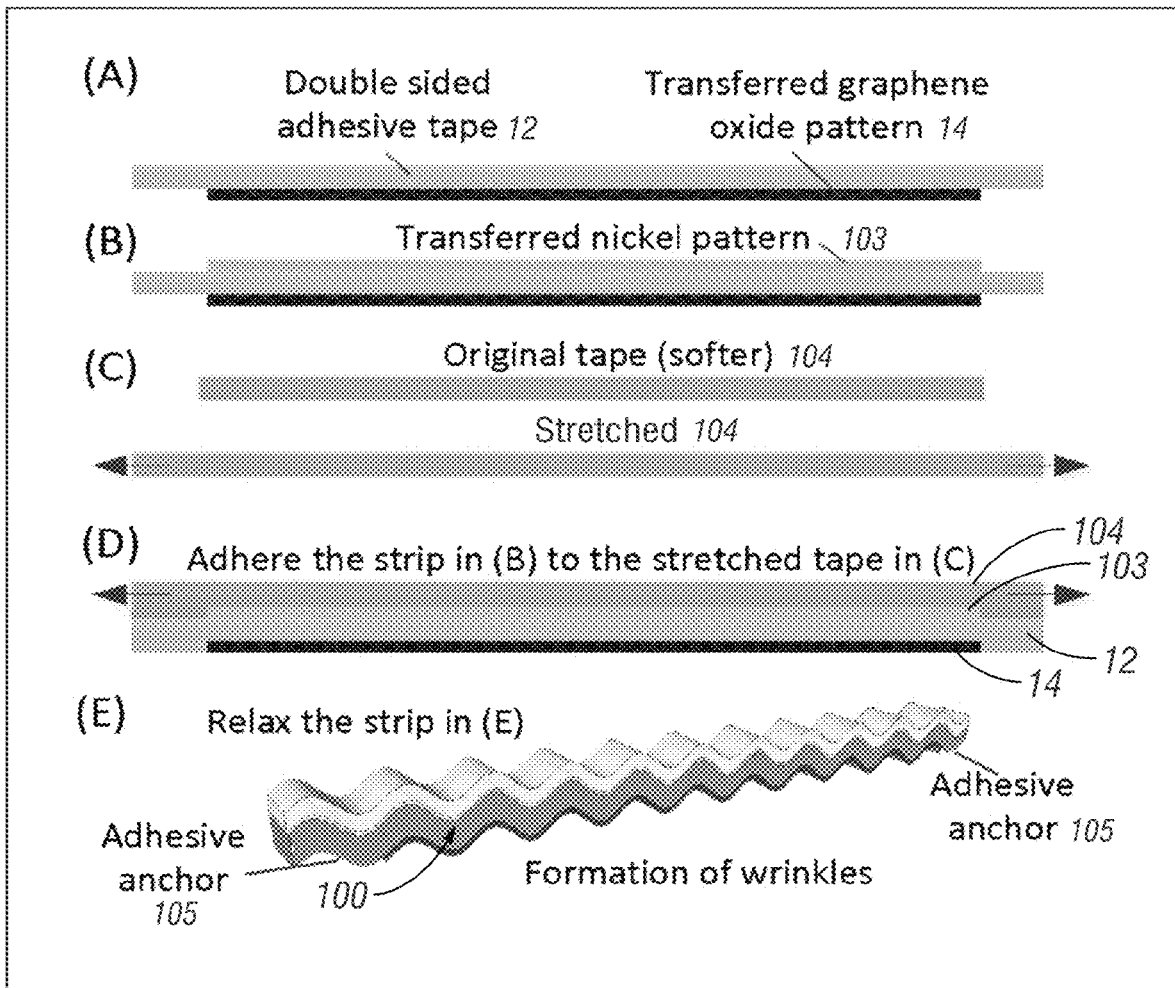 (A)
Double sided
adhesive tape 12
Transferred graphene
oxide pattern 14
(B)
Transferred nickel pattern 103
(C)
Original tape (softer) 104
Stretched 104
(D)
Adhere the strip in (B) to the stretched tape in (C)
104
103
12
14
(E)
Relax the strip in (E)
Adhesive
anchor 105
Adhesive
anchor
105
100
Formation of wrinkles